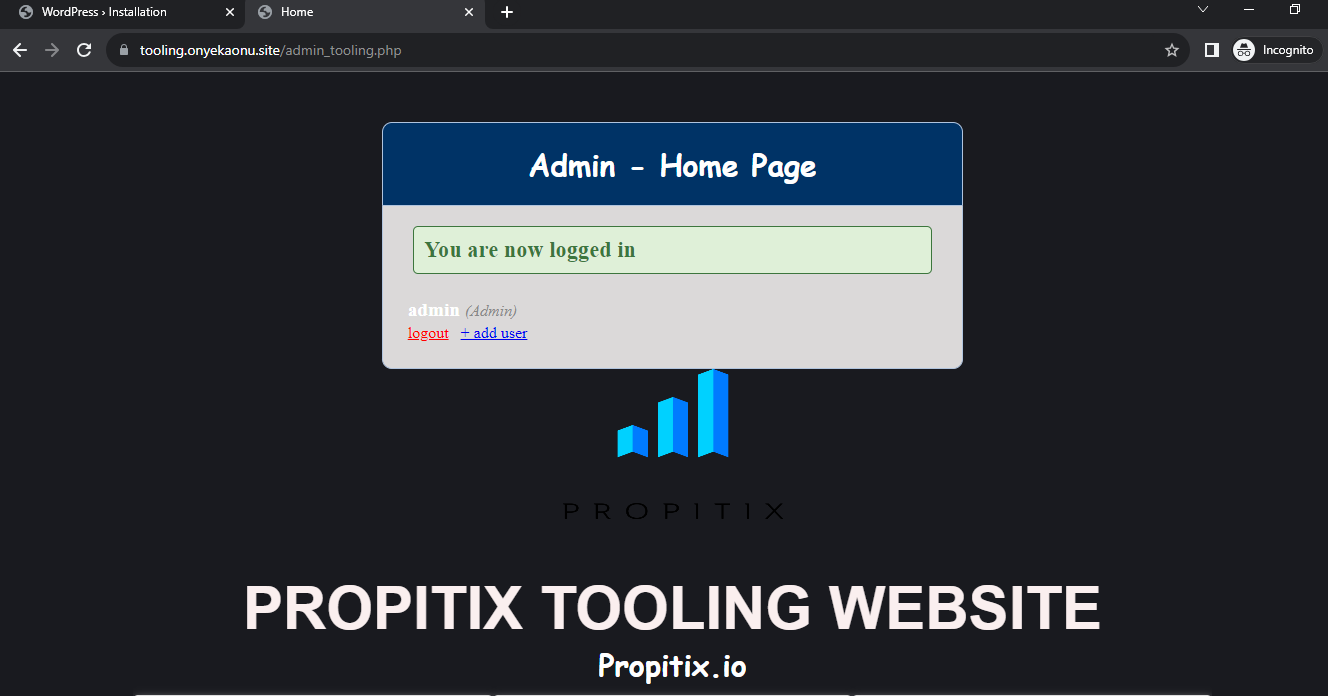 WordPress › Installation
Home
tooling.onyekaonu.site/admin_tooling.php
Incognito
Admin - Home Page
You are now logged in
admin (Admin)
logout + add user
PROPITIX
PROPITIX TOOLING WEBSITE
Propitix.io